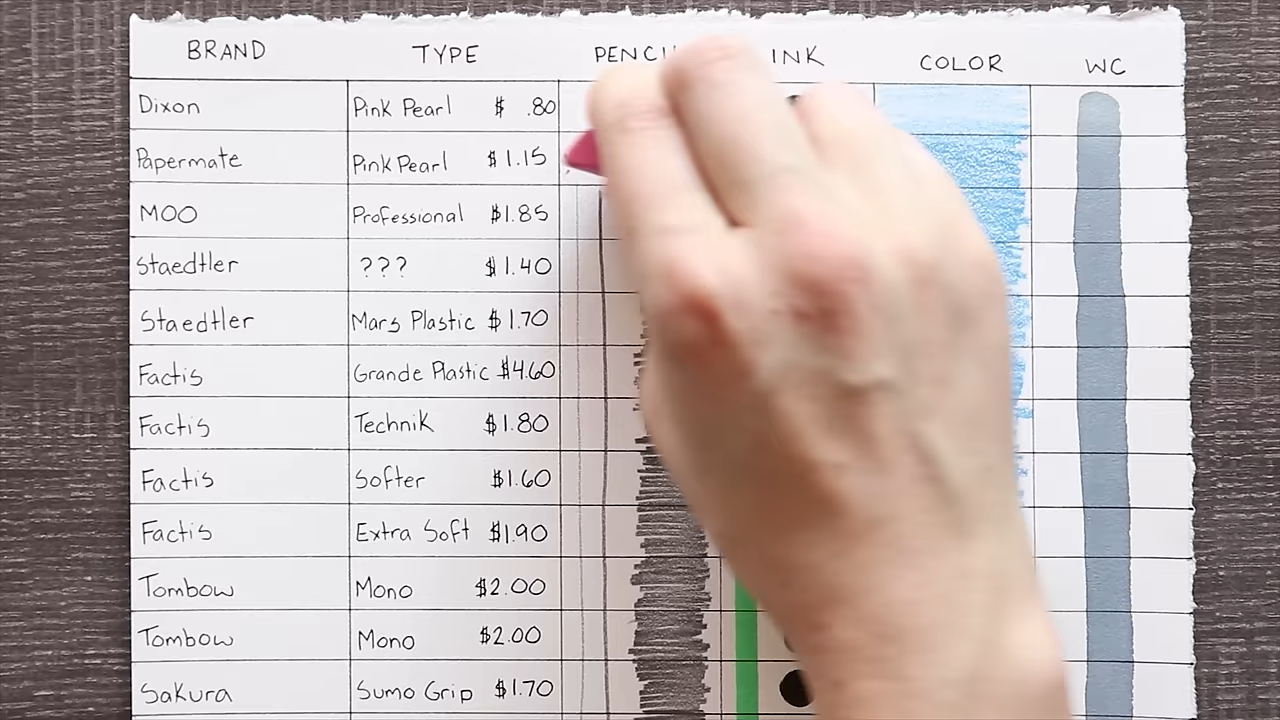 BRAND TYPE PENCIL INK COLOR WC
Dixon Pink Pearl $ .80
Papermate Pink Pearl $1.15
MOO Professional $1.85
Staedtler ??? $1.40
Staedtler Mars Plastic $1.70
Factis Grande Plastic $4.60
Factis Technik $1.80
Factis Softer $1.60
Factis Extra Soft $1.90
Tombow Mono $2.00
Tombow Mono $2.00
Sakura Sumo Grip $1.70